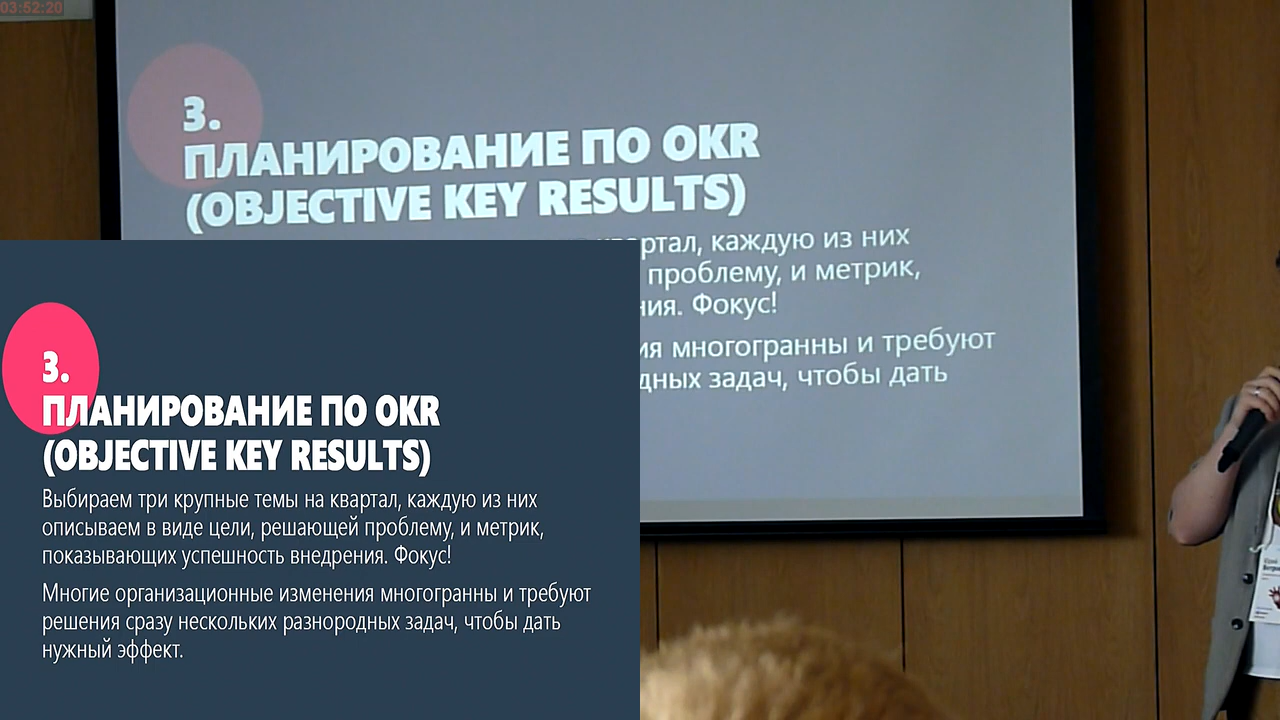 03:52:20
3.
ПЛАНИРОВАНИЕ ПО OKR
(OBJECTIVE KEY RESULTS)
квартал, каждую из них
проблему, и метрик,
ния. Фокус!
ия многогранны и требуют
дных задач, чтобы дать
3.
ПЛАНИРОВАНИЕ ПО OKR
(OBJECTIVE KEY RESULTS)
Выбираем три крупные темы на квартал, каждую из них
описываем в виде цели, решающей проблему, и метрик,
показывающих успешность внедрения. Фокус!
Многие организационные изменения многогранны и требуют
решения сразу нескольких разнородных задач, чтобы дать
нужный эффект.